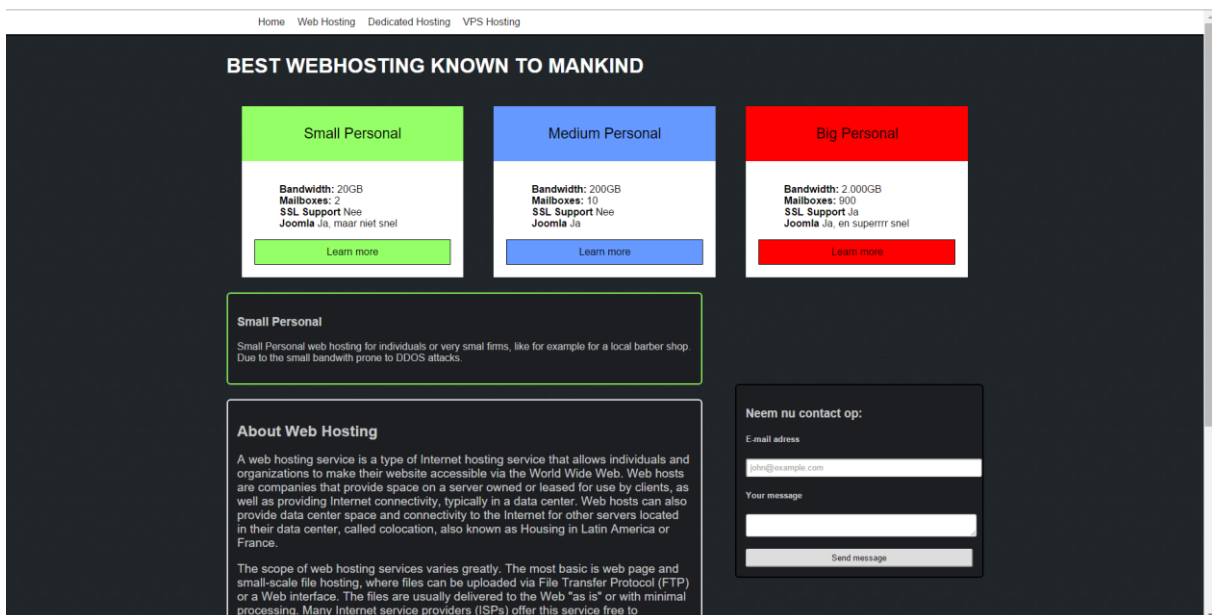 Home Web Hosting Dedicated Hosting VPS Hosting
BEST WEBHOSTING KNOWN TO MANKIND
Small Personal
Bandwidth: 20GB
Mailboxes: 2
SSL Support Nee
Joomla Ja, maar niet snel
Learn more
Medium Personal
Bandwidth: 200GB
Mailboxes: 10
SSL Support Nee
Joomla Ja
Learn more
Big Personal
Bandwidth: 2.000GB
Mailboxes: 900
SSL Support Ja
Joomla Ja, en superrrr snel
Learn more
Small Personal
Small Personal web hosting for individuals or very smal firms, like for example for a local barber shop.
Due to the small bandwith prone to DDOS attacks.
About Web Hosting
A web hosting service is a type of Internet hosting service that allows individuals and
organizations to make their website accessible via the World Wide Web. Web hosts
are companies that provide space on a server owned or leased for use by clients, as
well as providing Internet connectivity, typically in a data center. Web hosts can also
provide data center space and connectivity to the Internet for other servers located
in their data center, called colocation, also known as Housing in Latin America or
France.
The scope of web hosting services varies greatly. The most basic is web page and
small-scale file hosting, where files can be uploaded via File Transfer Protocol (FTP)
or a Web interface. The files are usually delivered to the Web "as is" or with minimal
processing. Many Internet service providers (ISPs) offer this service free to
Neem nu contact op:
E-mail adress
john@example.com
Your message
Send message